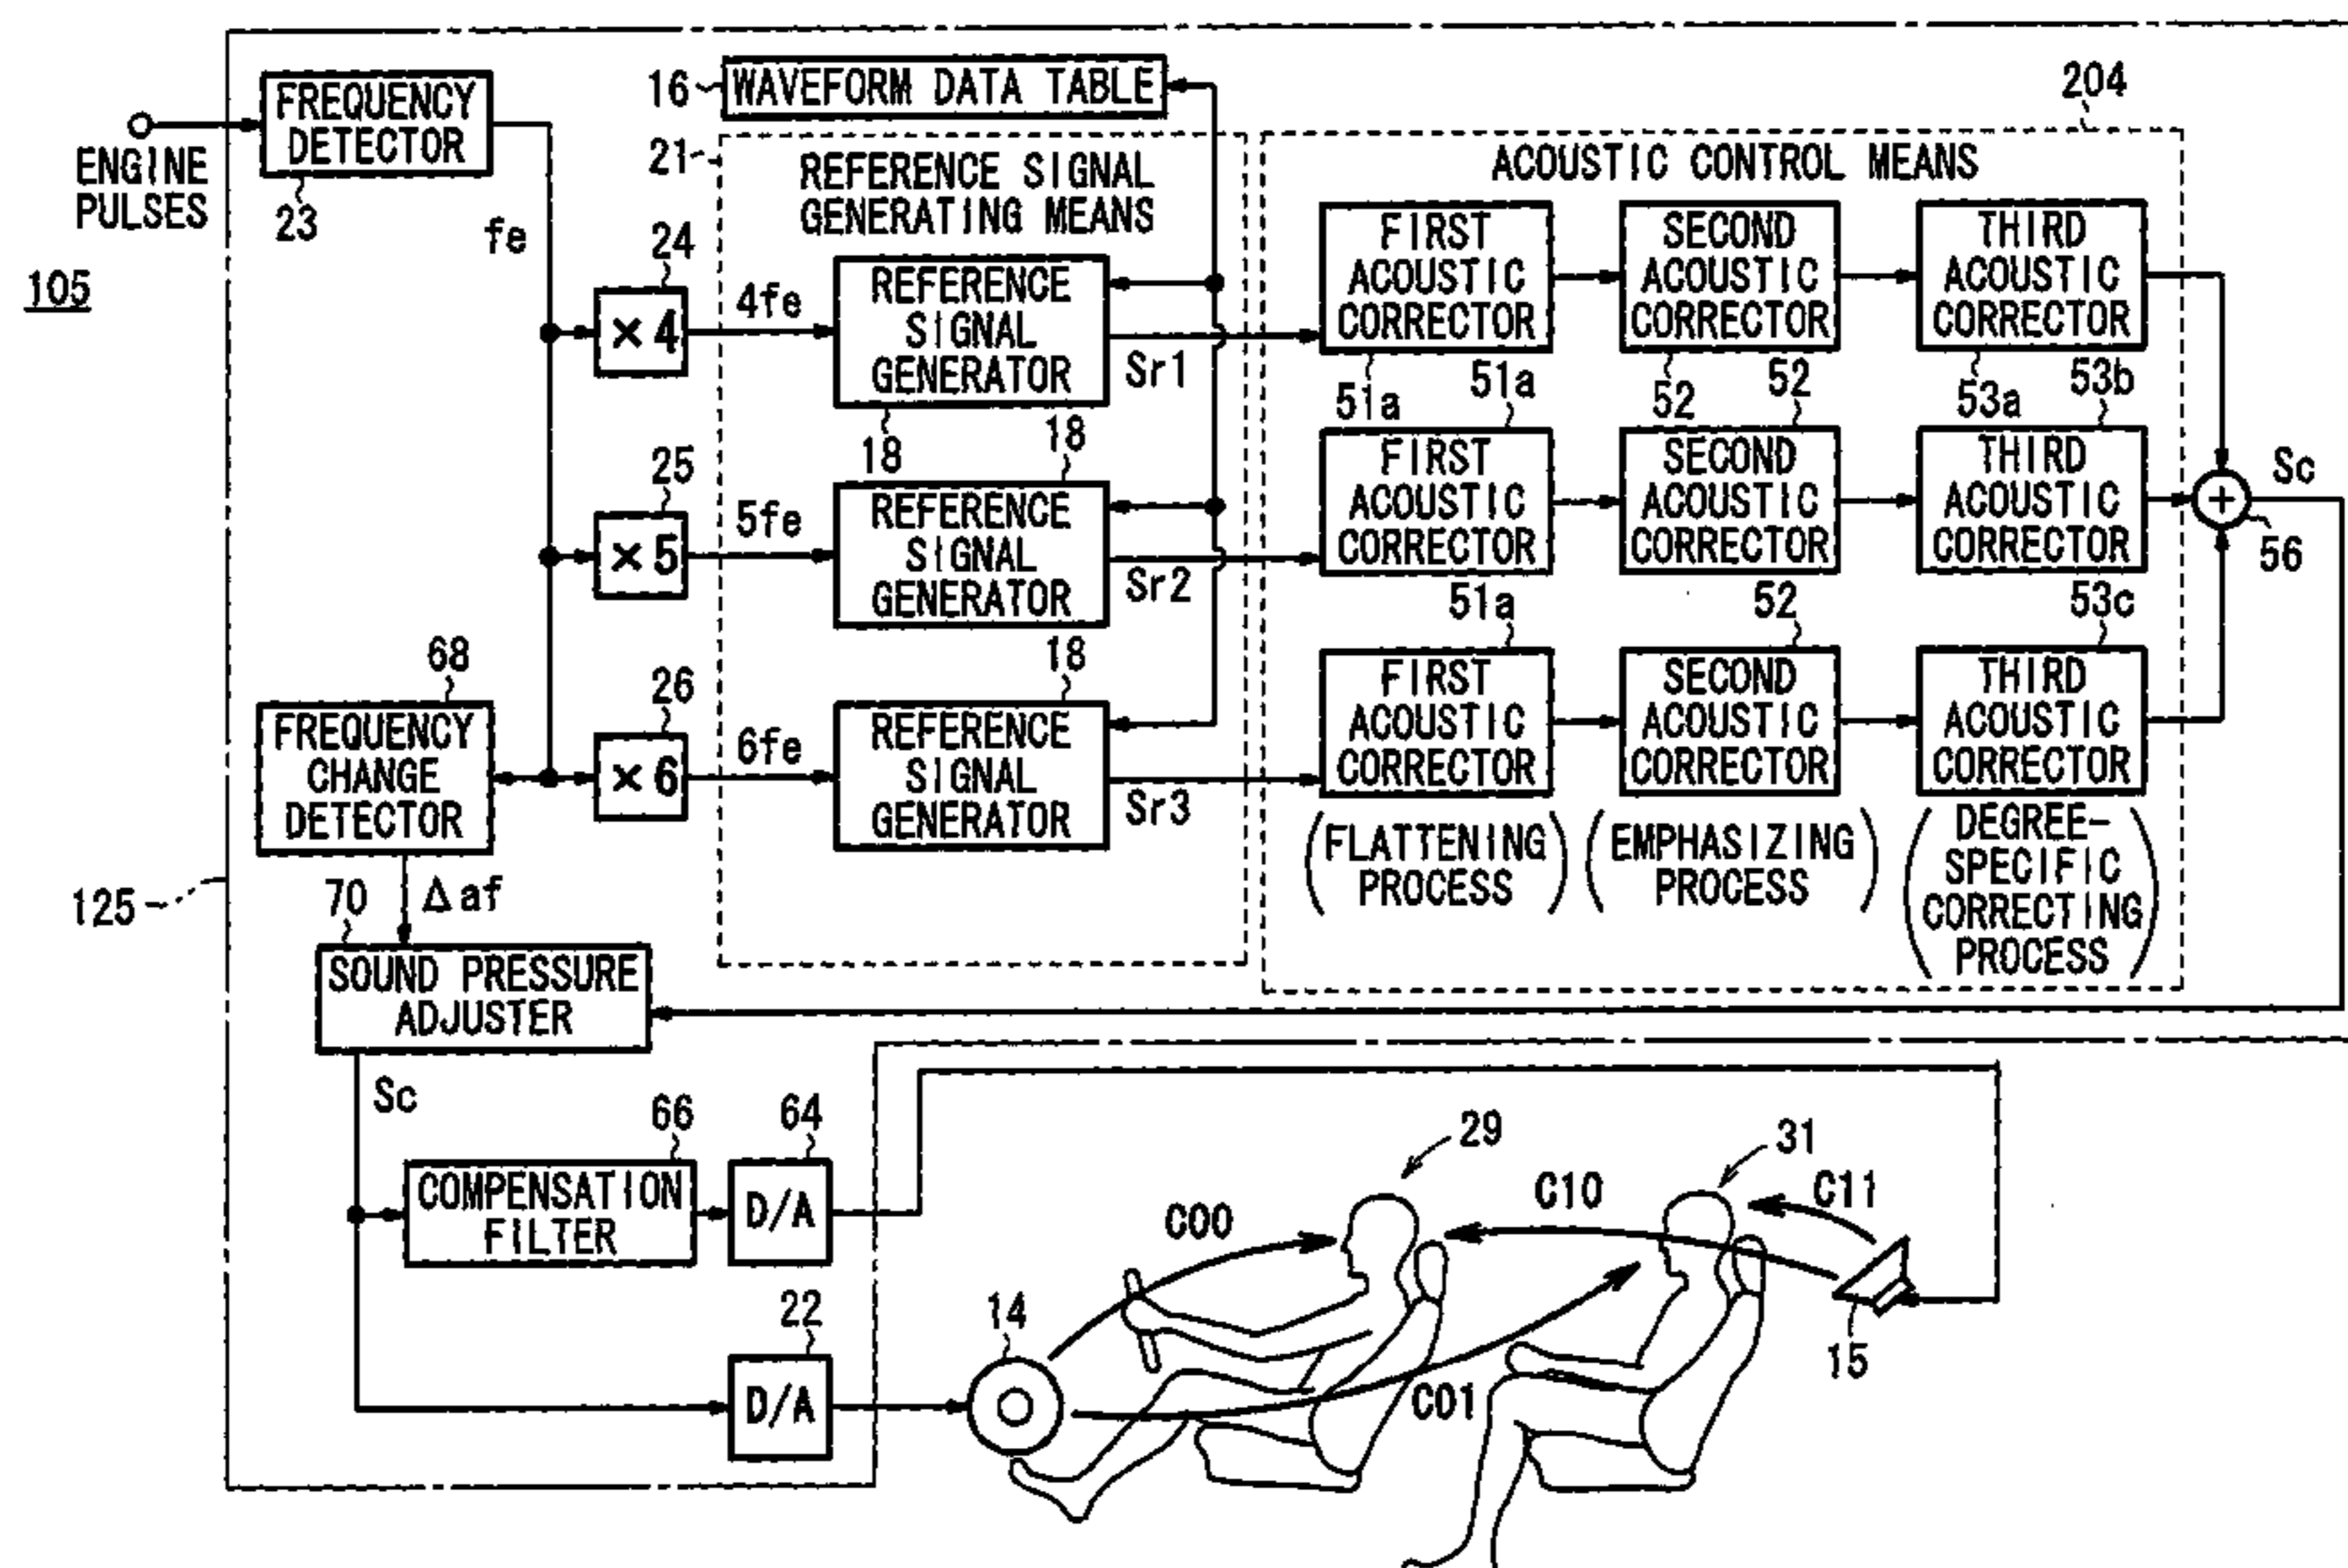 105
ENGINE
PULSES
FREQUENCY
DETECTOR
23
fe
16
WAVEFORM DATA TABLE
21
REFERENCE SIGNAL
GENERATING MEANS
204
ACOUSTIC CONTROL MEANS
24
×4
4fe
REFERENCE
SIGNAL
GENERATOR
18
Sr1
FIRST
ACOUSTIC
CORRECTOR
51a
SECOND
ACOUSTIC
CORRECTOR
52
THIRD
ACOUSTIC
CORRECTOR
53a
25
×5
5fe
18
REFERENCE
SIGNAL
GENERATOR
Sr2
51a
FIRST
ACOUSTIC
CORRECTOR
52
SECOND
ACOUSTIC
CORRECTOR
53b
THIRD
ACOUSTIC
CORRECTOR
+
56
Sc
26
×6
6fe
18
REFERENCE
SIGNAL
GENERATOR
Sr3
51a
FIRST
ACOUSTIC
CORRECTOR
52
SECOND
ACOUSTIC
CORRECTOR
53c
THIRD
ACOUSTIC
CORRECTOR
(FLATTENING
PROCESS)
(EMPHASIZING
PROCESS)
(DEGREE-
SPECIFIC
CORRECTING
PROCESS)
68
FREQUENCY
CHANGE
DETECTOR
Δaf
125
70
SOUND PRESSURE
ADJUSTER
Sc
66
COMPENSATION
FILTER
64
D/A
22
D/A
14
C00
29
C10
31
C11
C01
15